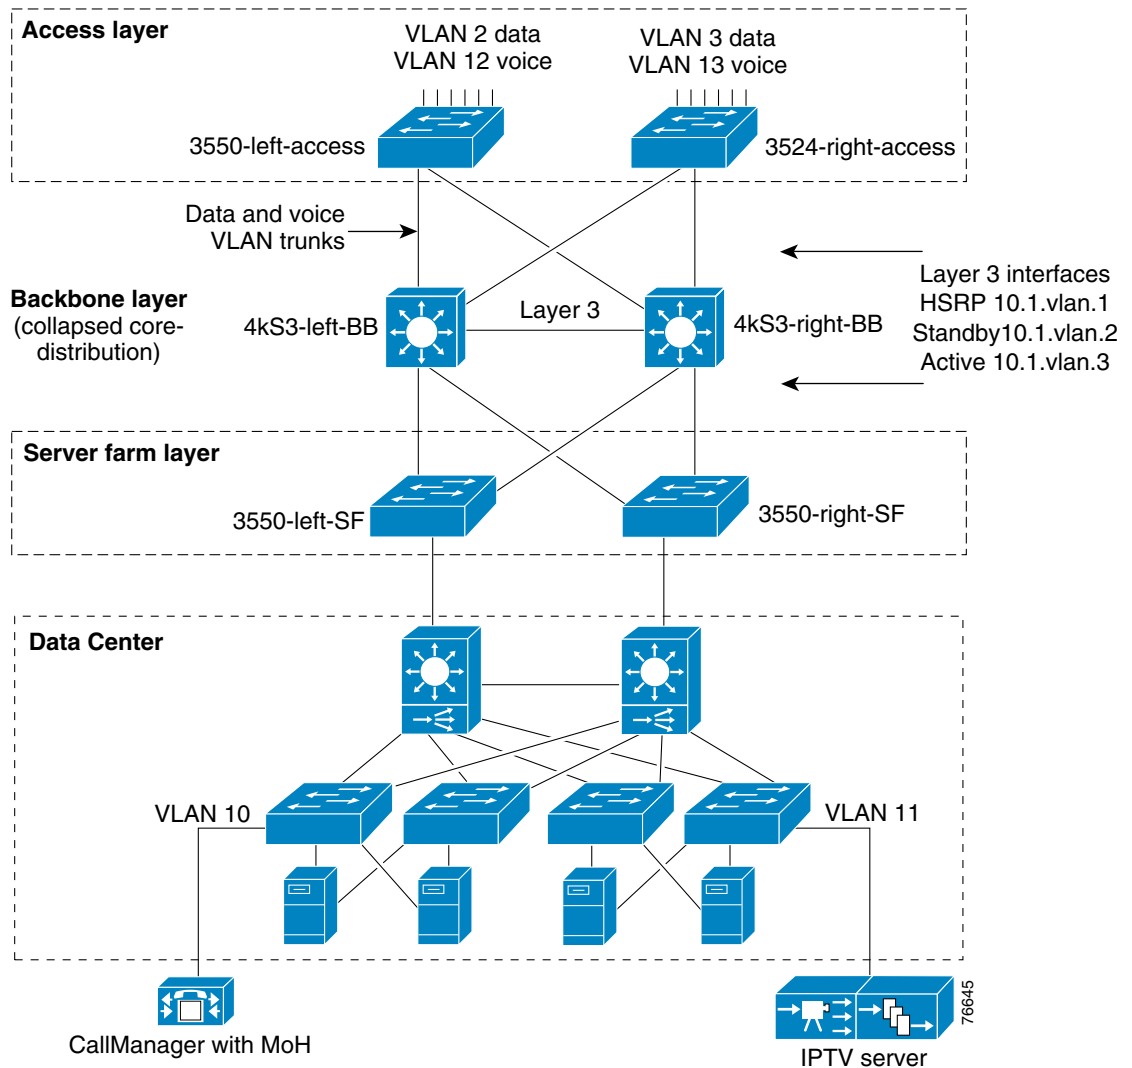 Access layer
VLAN 2 data
VLAN 12 voice
VLAN 3 data
VLAN 13 voice
3550-left-access
3524-right-access
Data and voice
VLAN trunks
Backbone layer
(collapsed core-
distribution)
4kS3-left-BB
Layer 3
4kS3-right-BB
Layer 3 interfaces
HSRP 10.1.vlan.1
Standby10.1.vlan.2
Active 10.1.vlan.3
Server farm layer
3550-left-SF
3550-right-SF
Data Center
VLAN 10
VLAN 11
CallManager with MoH
IPTV server
76645